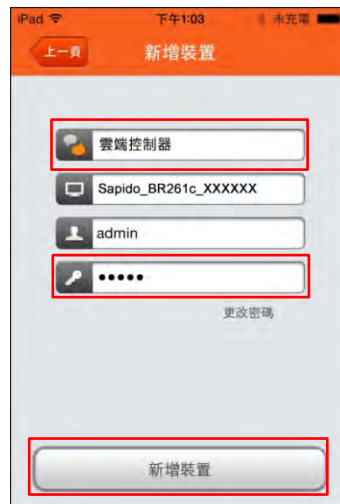 iPad 下午1:03 未充電
上一頁 新增裝置
雲端控制器
Sapido_BR261c_XXXXXX
admin
•••••
更改密碼
新增裝置